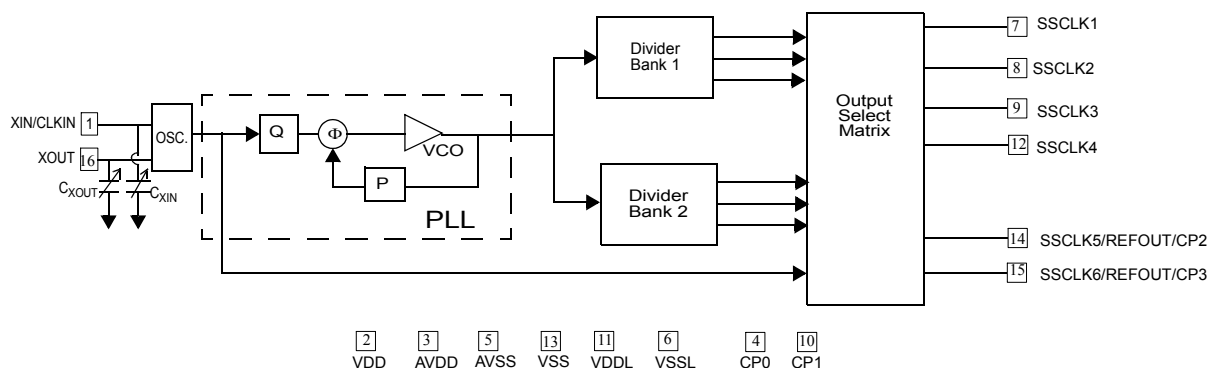 XIN/CLKIN 1
XOUT 16
CXOUT
CXIN
OSC.
Q
Φ
VCO
P
PLL
Divider
Bank 1
Divider
Bank 2
Output
Select
Matrix
7 SSCLK1
8 SSCLK2
9 SSCLK3
12 SSCLK4
14 SSCLK5/REFOUT/CP2
15 SSCLK6/REFOUT/CP3
2 3 5 13 11 6 4 10
VDD AVDD AVSS VSS VDDL VSSL CP0 CP1